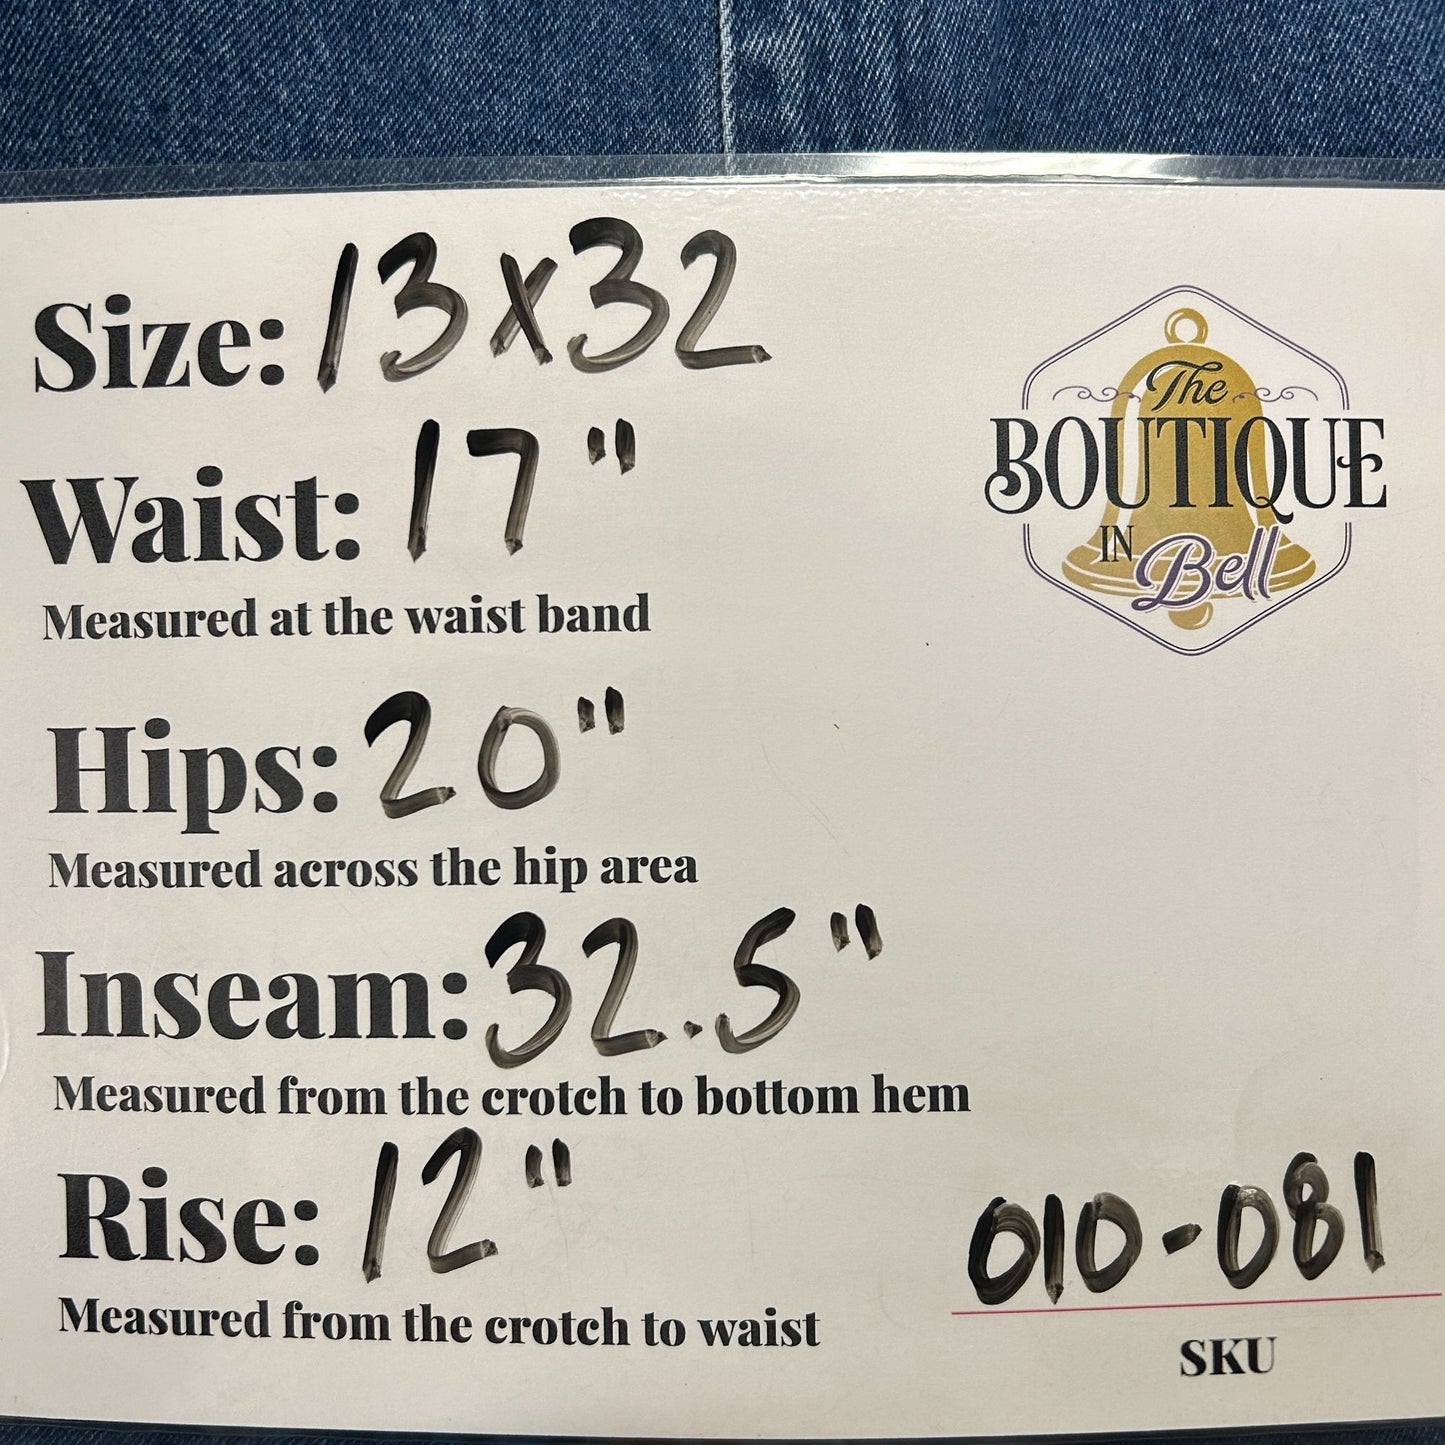 Size: 13x32
The
BOUTIQUE
IN Bell
Waist: 17"
Measured at the waist band
Hips: 20"
Measured across the hip area
Inseam: 32.5"
Measured from the crotch to bottom hem
Rise: 12"
Measured from the crotch to waist
010-081
SKU